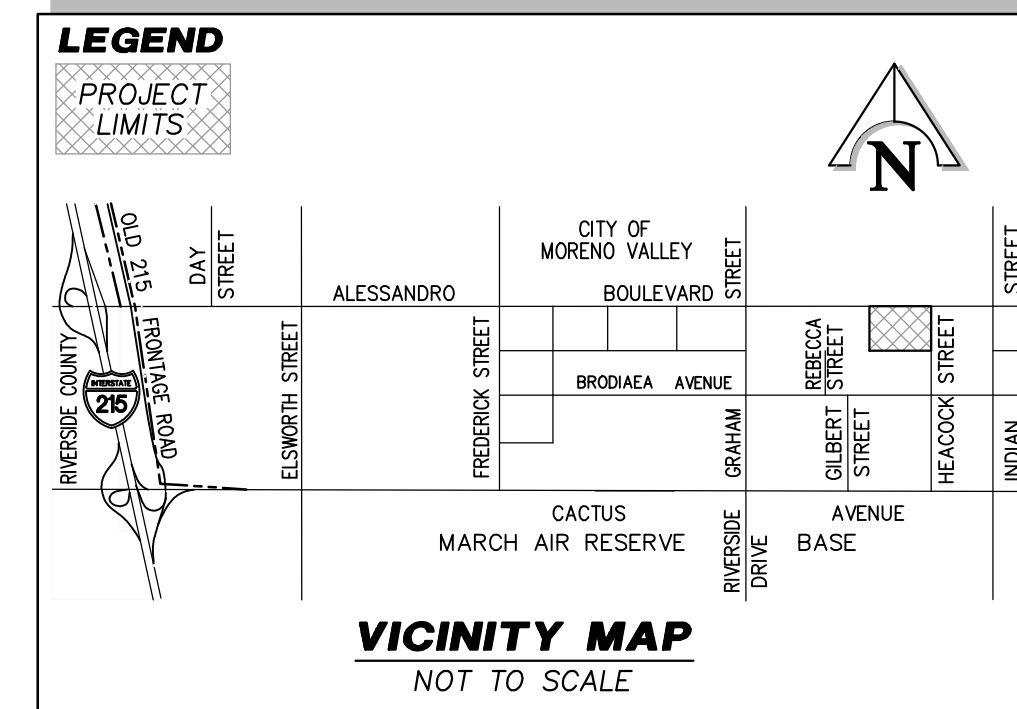 LEGEND
PROJECT
LIMITS
N
CITY OF
MORENO VALLEY
OLD 215 FRONTAGE ROAD
DAY
STREET
ALESSANDRO BOULEVARD
STREET
STREET
RIVERSIDE COUNTY
INTERSTATE
215
ELSWORTH STREET
FREDERICK STREET
BRODIAEA AVENUE
GRAHAM
REBECCA
STREET
GILBERT
STREET
HEACOCK STREET
INDIAN
CACTUS AVENUE
MARCH AIR RESERVE BASE
RIVERSIDE
DRIVE
VICINITY MAP
NOT TO SCALE